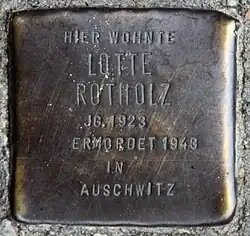 HIER WOHNTE
LOTTE
ROTHOLZ
JG. 1923
ERMORDET 1943
IN
AUSCHWITZ